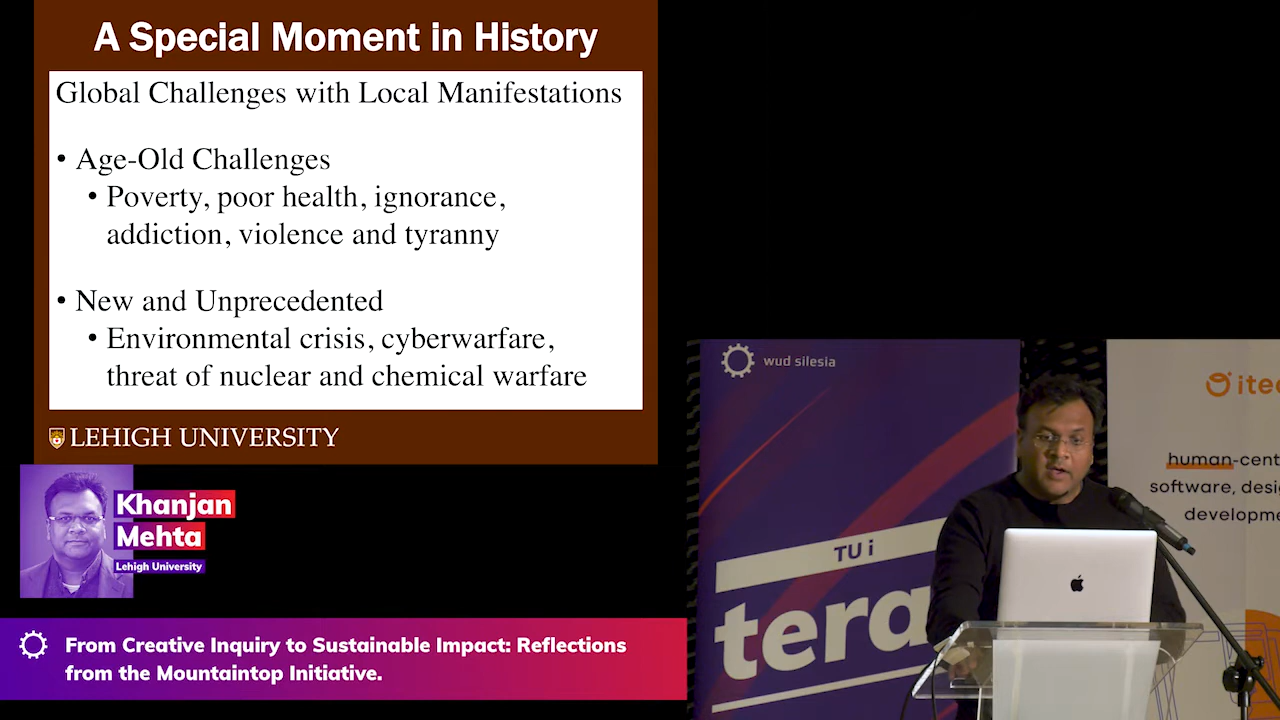 A Special Moment in History
Global Challenges with Local Manifestations
• Age-Old Challenges
• Poverty, poor health, ignorance,
addiction, violence and tyranny
• New and Unprecedented
• Environmental crisis, cyberwarfare,
threat of nuclear and chemical warfare
LEHIGH UNIVERSITY
Khanjan
Mehta
Lehigh University
From Creative Inquiry to Sustainable Impact: Reflections
from the Mountaintop Initiative.
wud silesia
TU i
tera
human-cent
software, desi
developme